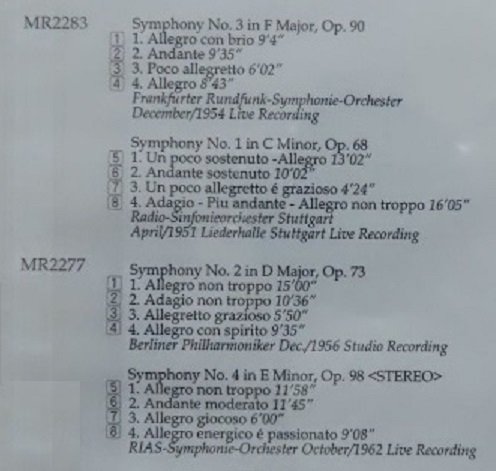 MR2283 Symphony No. 3 in F Major, Op. 90
1 1. Allegro con brio 9'4"
2 2. Andante 9'35"
3 3. Poco allegretto 6'02"
4 4. Allegro 8'43"
Frankfurter Rundfunk-Symphonie-Orchester
December/1954 Live Recording
Symphony No. 1 in C Minor, Op. 68
5 1. Un poco sostenuto -Allegro 13'02"
6 2. Andante sostenuto 10'02"
7 3. Un poco allegretto é grazioso 4'24"
8 4. Adagio - Piu andante - Allegro non troppo 16'05"
Radio-Sinfonieorchester Stuttgart
April/1951 Liederhalle Stuttgart Live Recording
MR2277 Symphony No. 2 in D Major, Op. 73
1 1. Allegro non troppo 15'00"
2 2. Adagio non troppo 10'36"
3 3. Allegretto grazioso 5'50"
4 4. Allegro con spirito 9'35"
Berliner Philharmoniker Dec./1956 Studio Recording
Symphony No. 4 in E Minor, Op. 98 <STEREO>
5 1. Allegro non troppo 11'58"
6 2. Andante moderato 11'45"
7 3. Allegro giocoso 6'00"
8 4. Allegro energico é passionato 9'08"
RIAS-Symphonie-Orchester October/1962 Live Recording